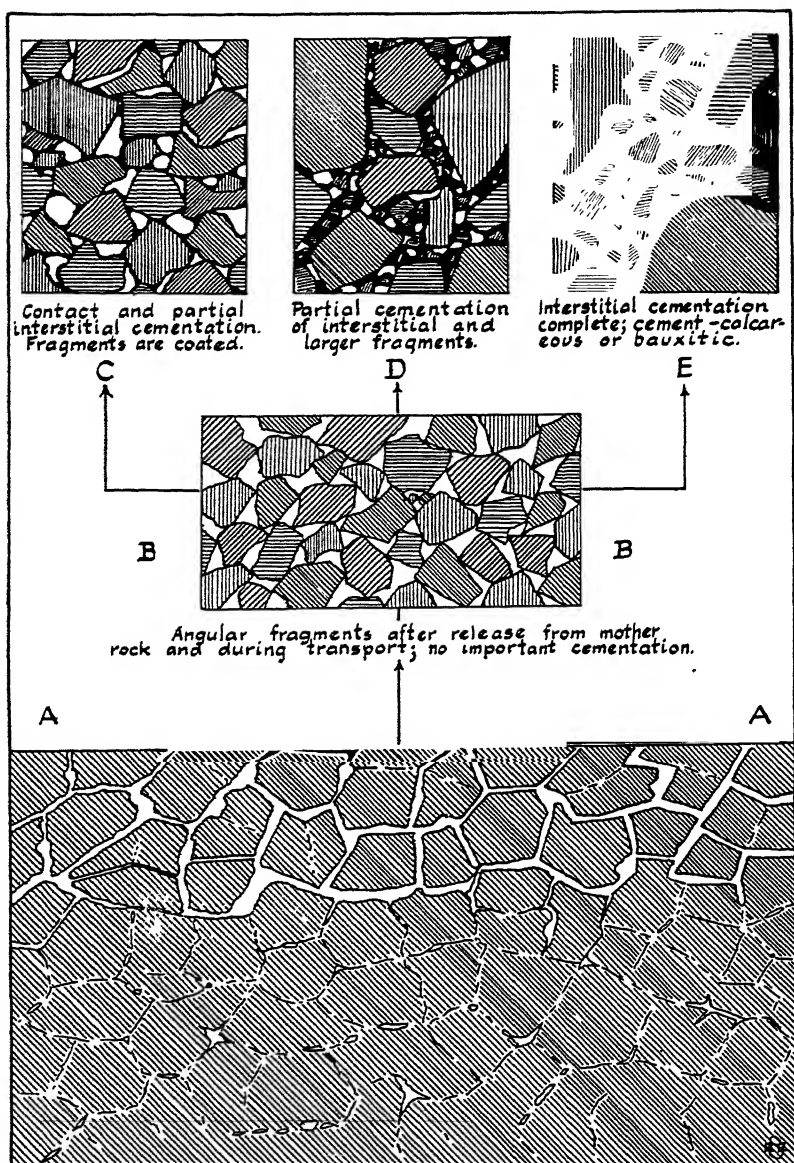 Contact and partial
interstitial cementation.
Fragments are coated.
C
Partial cementation
of interstitial and
larger fragments.
D
Interstitial cementation
complete; cement-calcar-
eous or bauxitic.
E
B
B
Angular fragments after release from mother
rock and during transport; no important cementation.
A
A